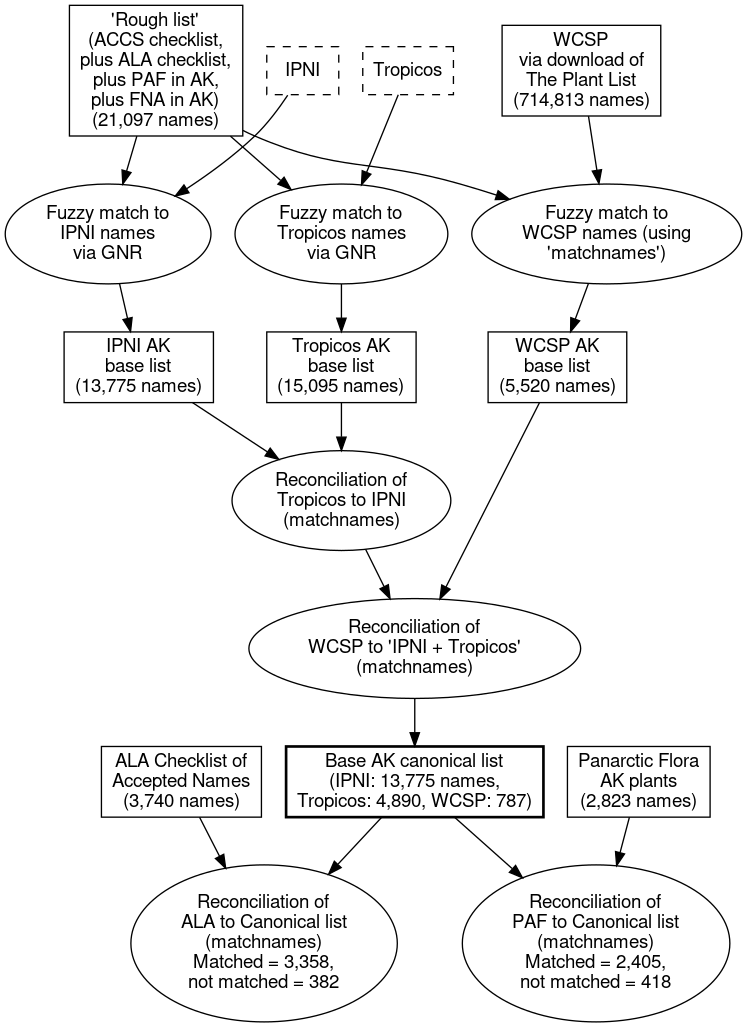 'Rough list'
(ACCS checklist,
plus ALA checklist,
plus PAF in AK,
plus FNA in AK)
(21,097 names)
IPNI
Tropicos
WCSP
via download of
The Plant List
(714,813 names)
Fuzzy match to
IPNI names
via GNR
Fuzzy match to
Tropicos names
via GNR
Fuzzy match to
WCSP names (using
'matchnames')
IPNI AK
base list
(13,775 names)
Tropicos AK
base list
(15,095 names)
WCSP AK
base list
(5,520 names)
Reconciliation of
Tropicos to IPNI
(matchnames)
Reconciliation of
WCSP to 'IPNI + Tropicos'
(matchnames)
ALA Checklist of
Accepted Names
(3,740 names)
Base AK canonical list
(IPNI: 13,775 names,
Tropicos: 4,890, WCSP: 787)
Panarctic Flora
AK plants
(2,823 names)
Reconciliation of
ALA to Canonical list
(matchnames)
Matched = 3,358,
not matched = 382
Reconciliation of
PAF to Canonical list
(matchnames)
Matched = 2,405,
not matched = 418